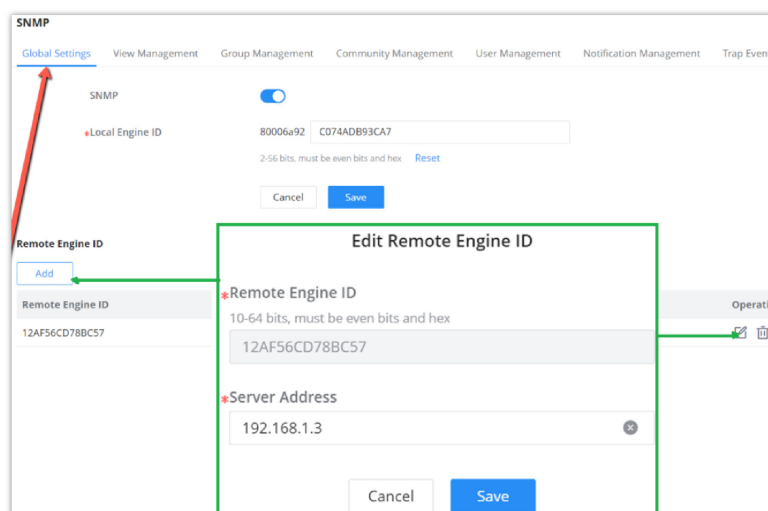 SNMP
Global Settings View Management Group Management Community Management User Management Notification Management Trap Even
SNMP
*Local Engine ID 80006a92 C074ADB93CA7
2-56 bits, must be even bits and hex Reset
Cancel Save
Remote Engine ID
Add
Remote Engine ID Operati
12AF56CD78BC57
Edit Remote Engine ID
*Remote Engine ID
10-64 bits, must be even bits and hex
12AF56CD78BC57
*Server Address
192.168.1.3
Cancel Save